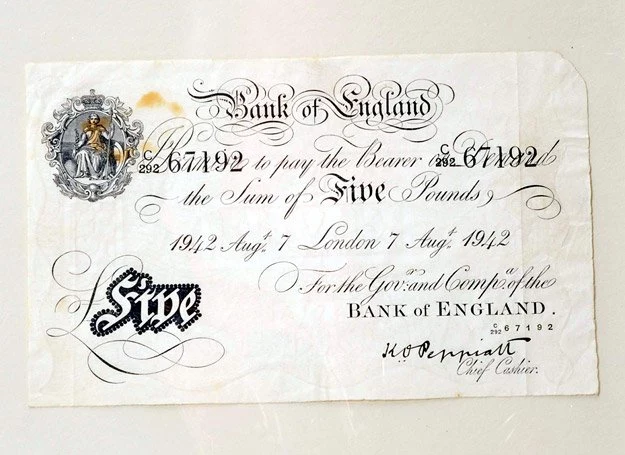 Bank of England
C/292 67192 C/292 67192
I Promise to pay the Bearer on Demand
the Sum of Five Pounds
1942 Augt. 7 London 7 Augt. 1942
For the Govr. and Compa. of the
BANK of ENGLAND.
C/292 67192
Five
K O Peppiatt
Chief Cashier.